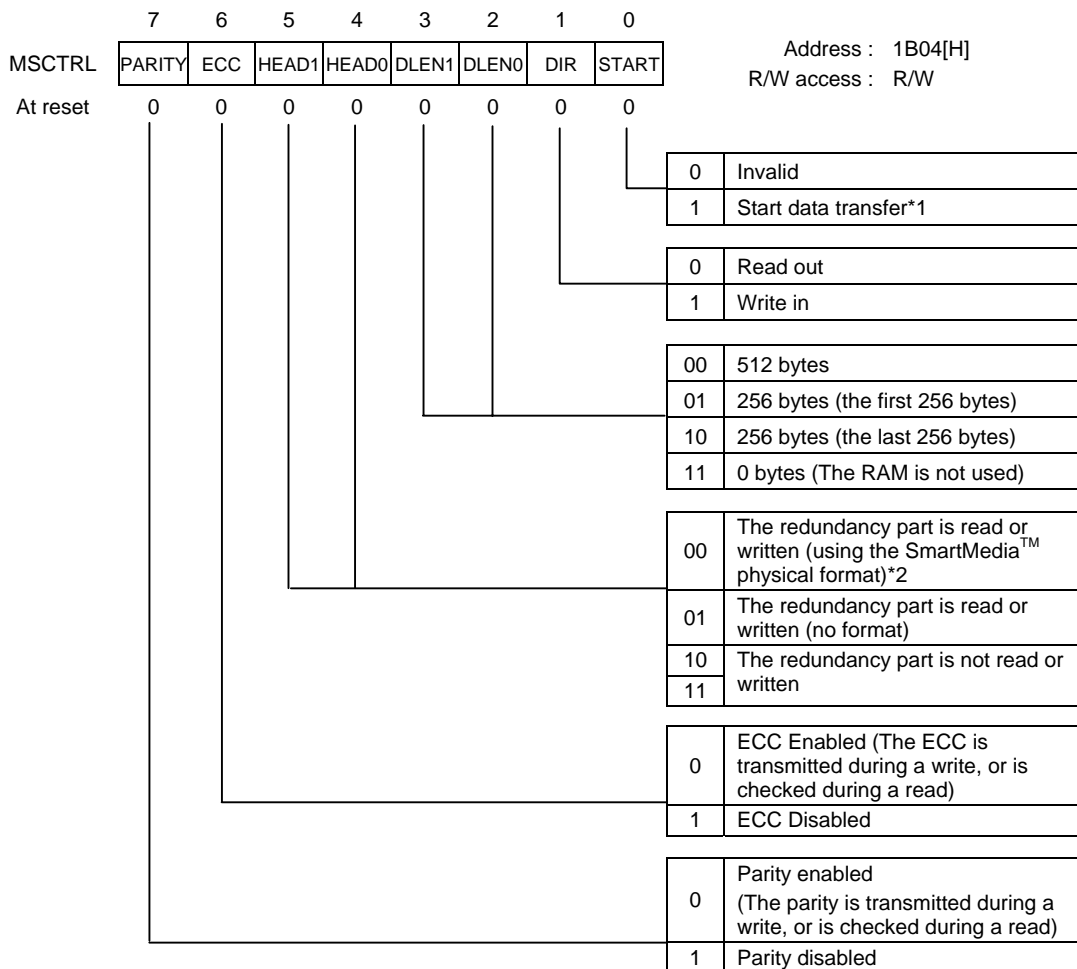 7 6 5 4 3 2 1 0
MSCTRL PARITY ECC HEAD1 HEAD0 DLEN1 DLEN0 DIR START
Address : 1B04[H]
R/W access : R/W
At reset 0 0 0 0 0 0 0 0
0 Invalid
1 Start data transfer*1
0 Read out
1 Write in
00 512 bytes
01 256 bytes (the first 256 bytes)
10 256 bytes (the last 256 bytes)
11 0 bytes (The RAM is not used)
00 The redundancy part is read or
written (using the SmartMedia™
physical format)*2
01 The redundancy part is read or
written (no format)
10 The redundancy part is not read or
11 written
0 ECC Enabled (The ECC is
transmitted during a write, or is
checked during a read)
1 ECC Disabled
0 Parity enabled
(The parity is transmitted during a
write, or is checked during a read)
1 Parity disabled